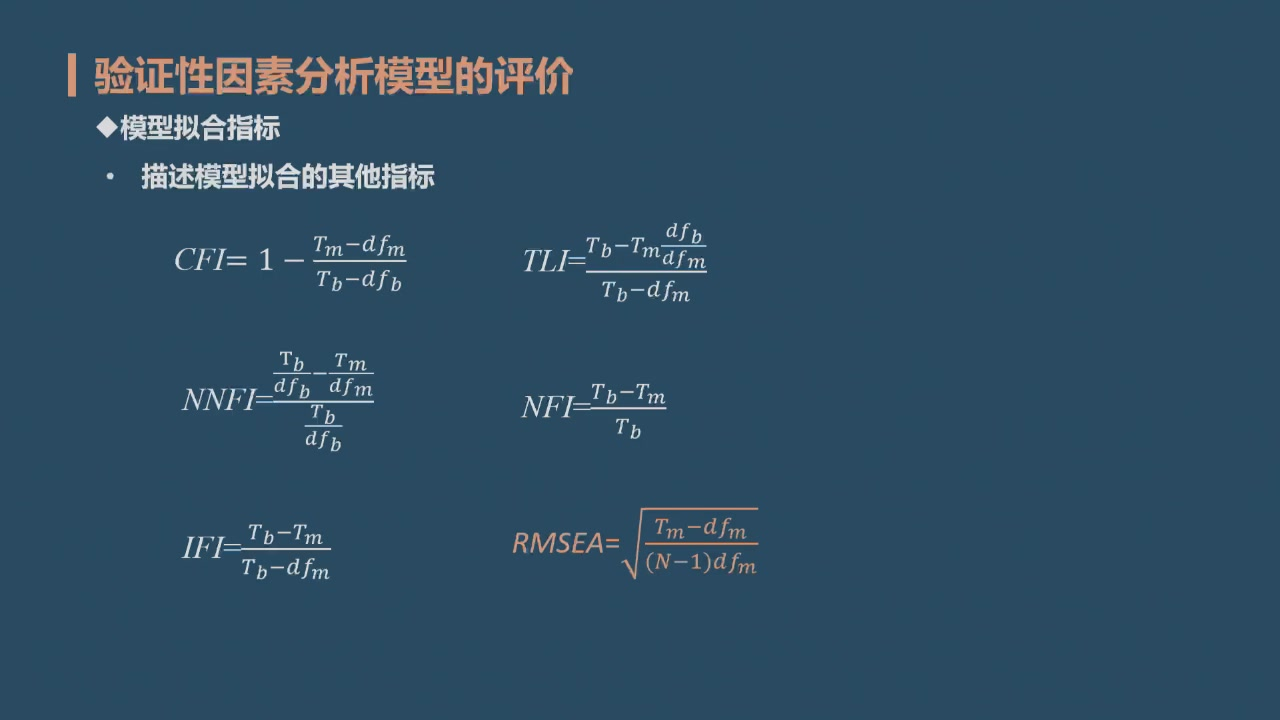 验证性因素分析模型的评价
◆模型拟合指标
• 描述模型拟合的其他指标
$CFI= 1 - \frac{T_m-df_m}{T_b-df_b}$
$TLI=\frac{T_b-T_m\frac{df_b}{df_m}}{T_b-df_m}$
$NNFI=\frac{\frac{T_b}{df_b}-\frac{T_m}{df_m}}{\frac{T_b}{df_b}}$
$NFI=\frac{T_b-T_m}{T_b}$
$IFI=\frac{T_b-T_m}{T_b-df_m}$
$RMSEA=\sqrt{\frac{T_m-df_m}{(N-1)df_m}}$